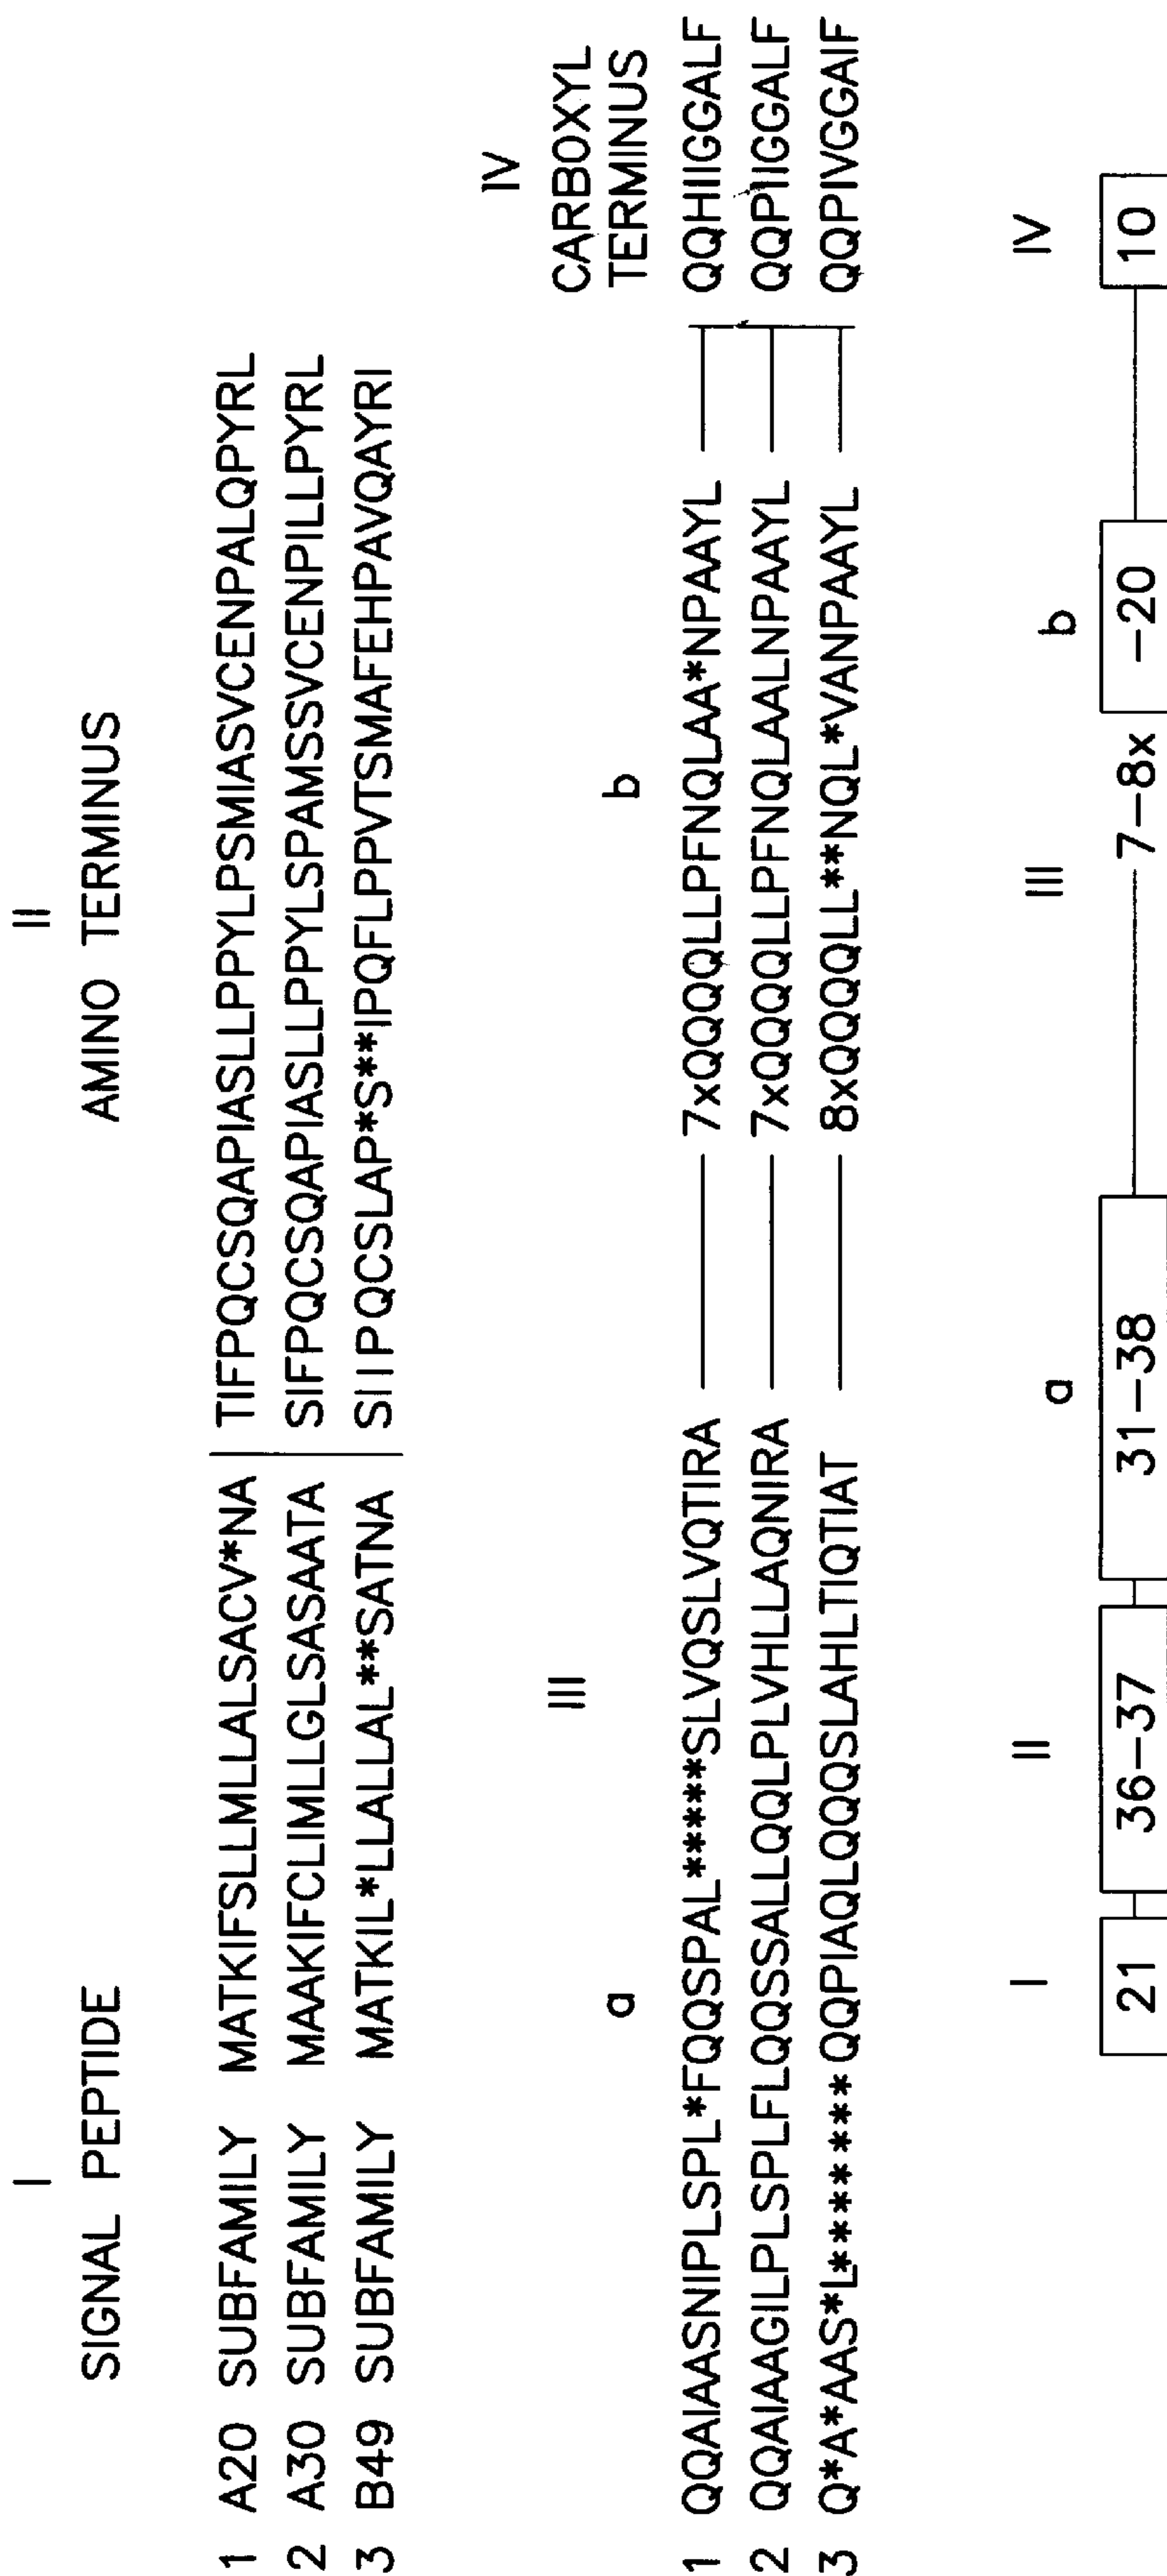 I II
SIGNAL PEPTIDE AMINO TERMINUS
1 A20 SUBFAMILY MATKIFSLLMLLALSACV*NA TIFPQCSQAPIASLLPPYLPSMIASVCENPALQPYRL
2 A30 SUBFAMILY MAAKIFCLIMLLGLSASAATA SIFPQCSQAPIASLLPPYLSPAMSSVCENPILLPYRL
3 B49 SUBFAMILY MATKIL*LLALLAL**SATNA SIIPQCSLAP*S**IPQFLPPVTSMAFEHPAVQAYRI
III IV
a b CARBOXYL
TERMINUS
1 QQAIAASNIPLSPL*FQQSPAL*****SLVQSLVQTIRA 7xQQQQLLPFNQLAA*NPAAYL QQHIIGGALF
2 QQAIAAGILPLSPLFLQQSSALLQQLPLVHLLAQNIRA 7xQQQQLLPFNQLAALNPAAYL QQPIIGGALF
3 Q*A*AAS*L*******QQPIAQLQQQSLAHLTIQTIAT 8xQQQQQLL**NQL*VANPAAYL QQPIVGGAIF
I II III IV
a b
21 36–37 31–38 7–8x –20 10